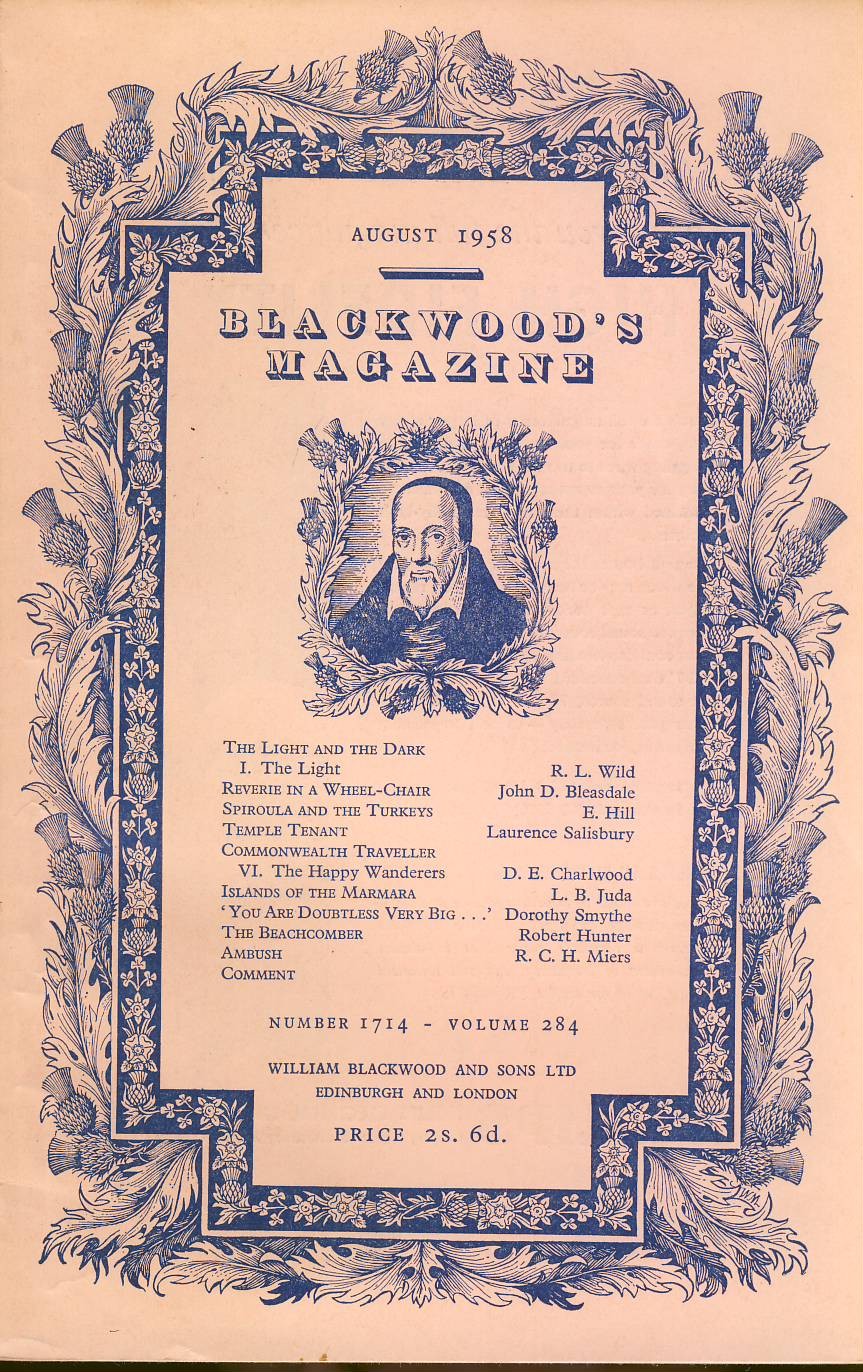 AUGUST 1958
BLACKWOOD'S
MAGAZINE
THE LIGHT AND THE DARK
I. The Light R. L. Wild
REVERIE IN A WHEEL-CHAIR John D. Bleasdale
SPIROULA AND THE TURKEYS E. Hill
TEMPLE TENANT Laurence Salisbury
COMMONWEALTH TRAVELLER
VI. The Happy Wanderers D. E. Charlwood
ISLANDS OF THE MARMARA L. B. Juda
'YOU ARE DOUBTLESS VERY BIG . . .' Dorothy Smythe
THE BEACHCOMBER Robert Hunter
AMBUSH R. C. H. Miers
COMMENT
NUMBER 1714 - VOLUME 284
WILLIAM BLACKWOOD AND SONS LTD
EDINBURGH AND LONDON
PRICE 2s. 6d.